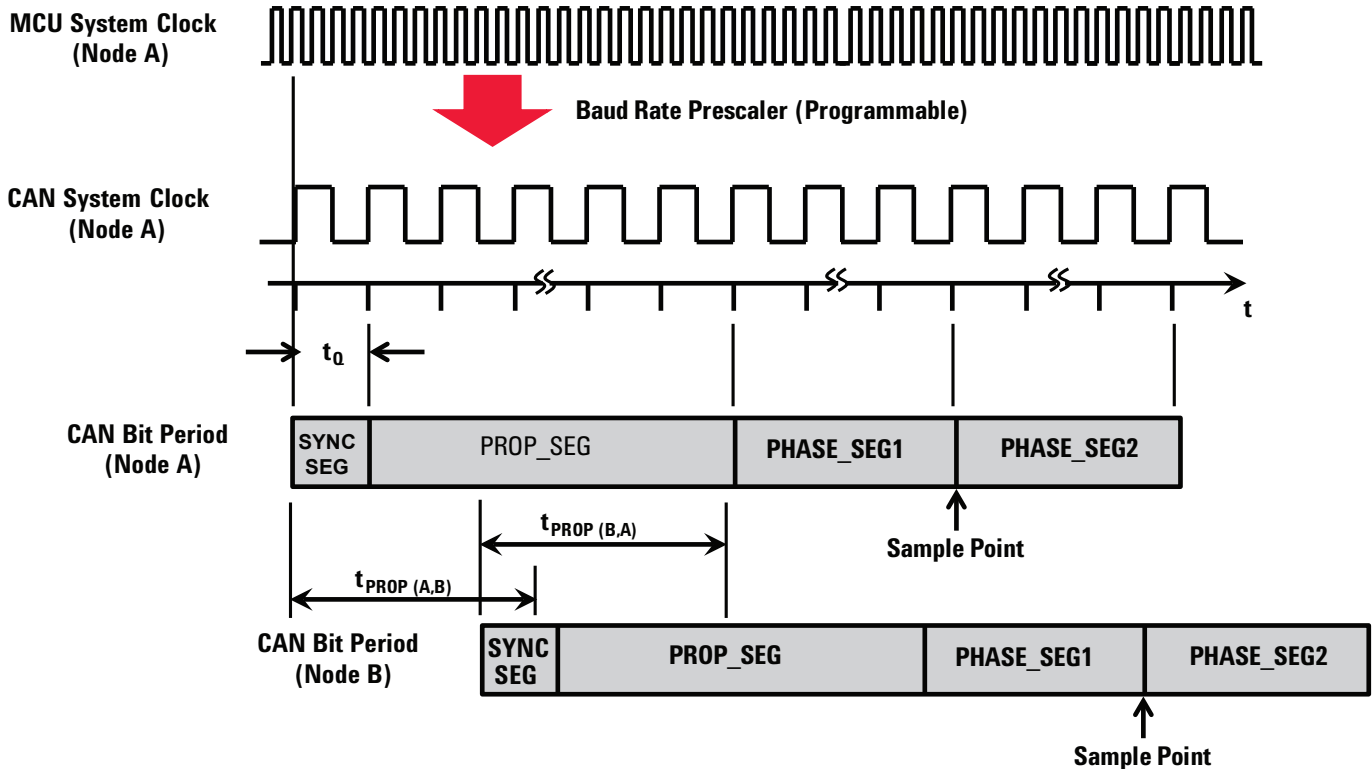 MCU System Clock
(Node A)
Baud Rate Prescaler (Programmable)
CAN System Clock
(Node A)
t
tQ
CAN Bit Period
(Node A)
SYNC
SEG
PROP_SEG
PHASE_SEG1
PHASE_SEG2
tPROP (B,A)
Sample Point
tPROP (A,B)
CAN Bit Period
(Node B)
SYNC
SEG
PROP_SEG
PHASE_SEG1
PHASE_SEG2
Sample Point